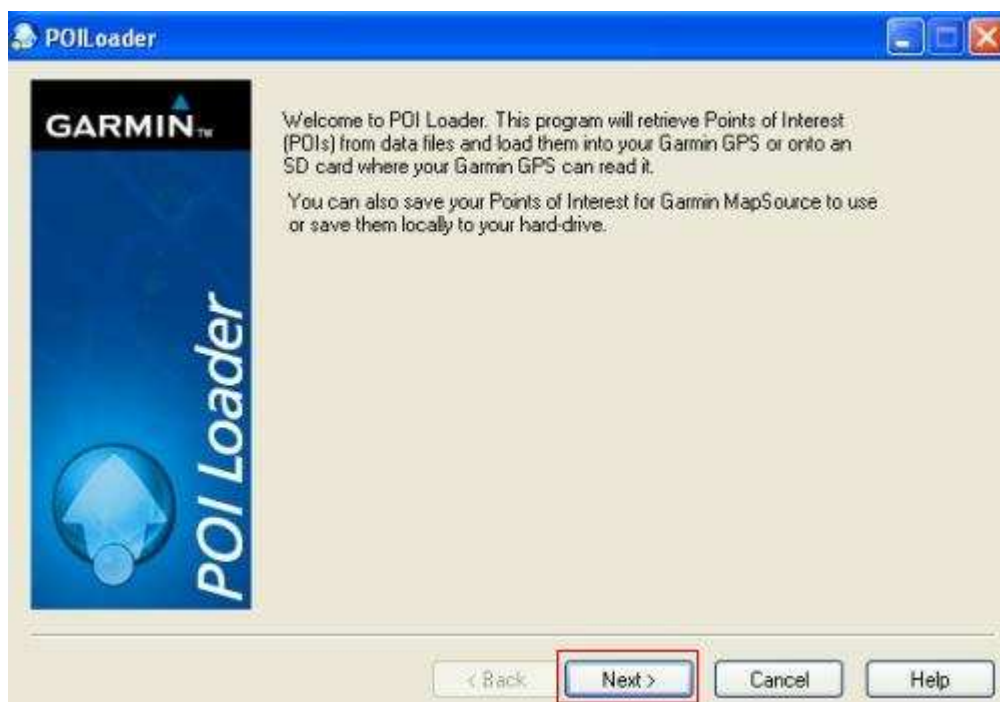 POILoader
GARMIN™
POI Loader
Welcome to POI Loader. This program will retrieve Points of Interest
(POIs) from data files and load them into your Garmin GPS or onto an
SD card where your Garmin GPS can read it.
You can also save your Points of Interest for Garmin MapSource to use
or save them locally to your hard-drive.
< Back
Next >
Cancel
Help